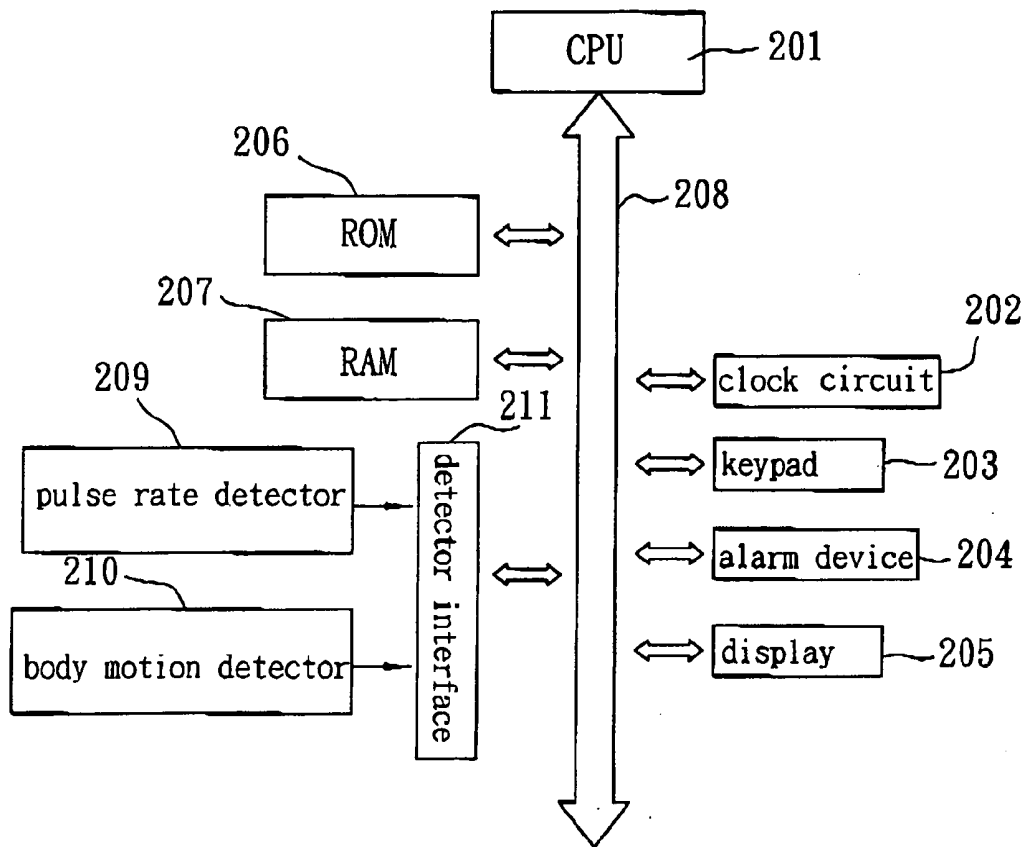 CPU
201
206
ROM
208
207
RAM
202
clock circuit
209
211
pulse rate detector
detector interface
keypad
203
210
alarm device
204
body motion detector
display
205